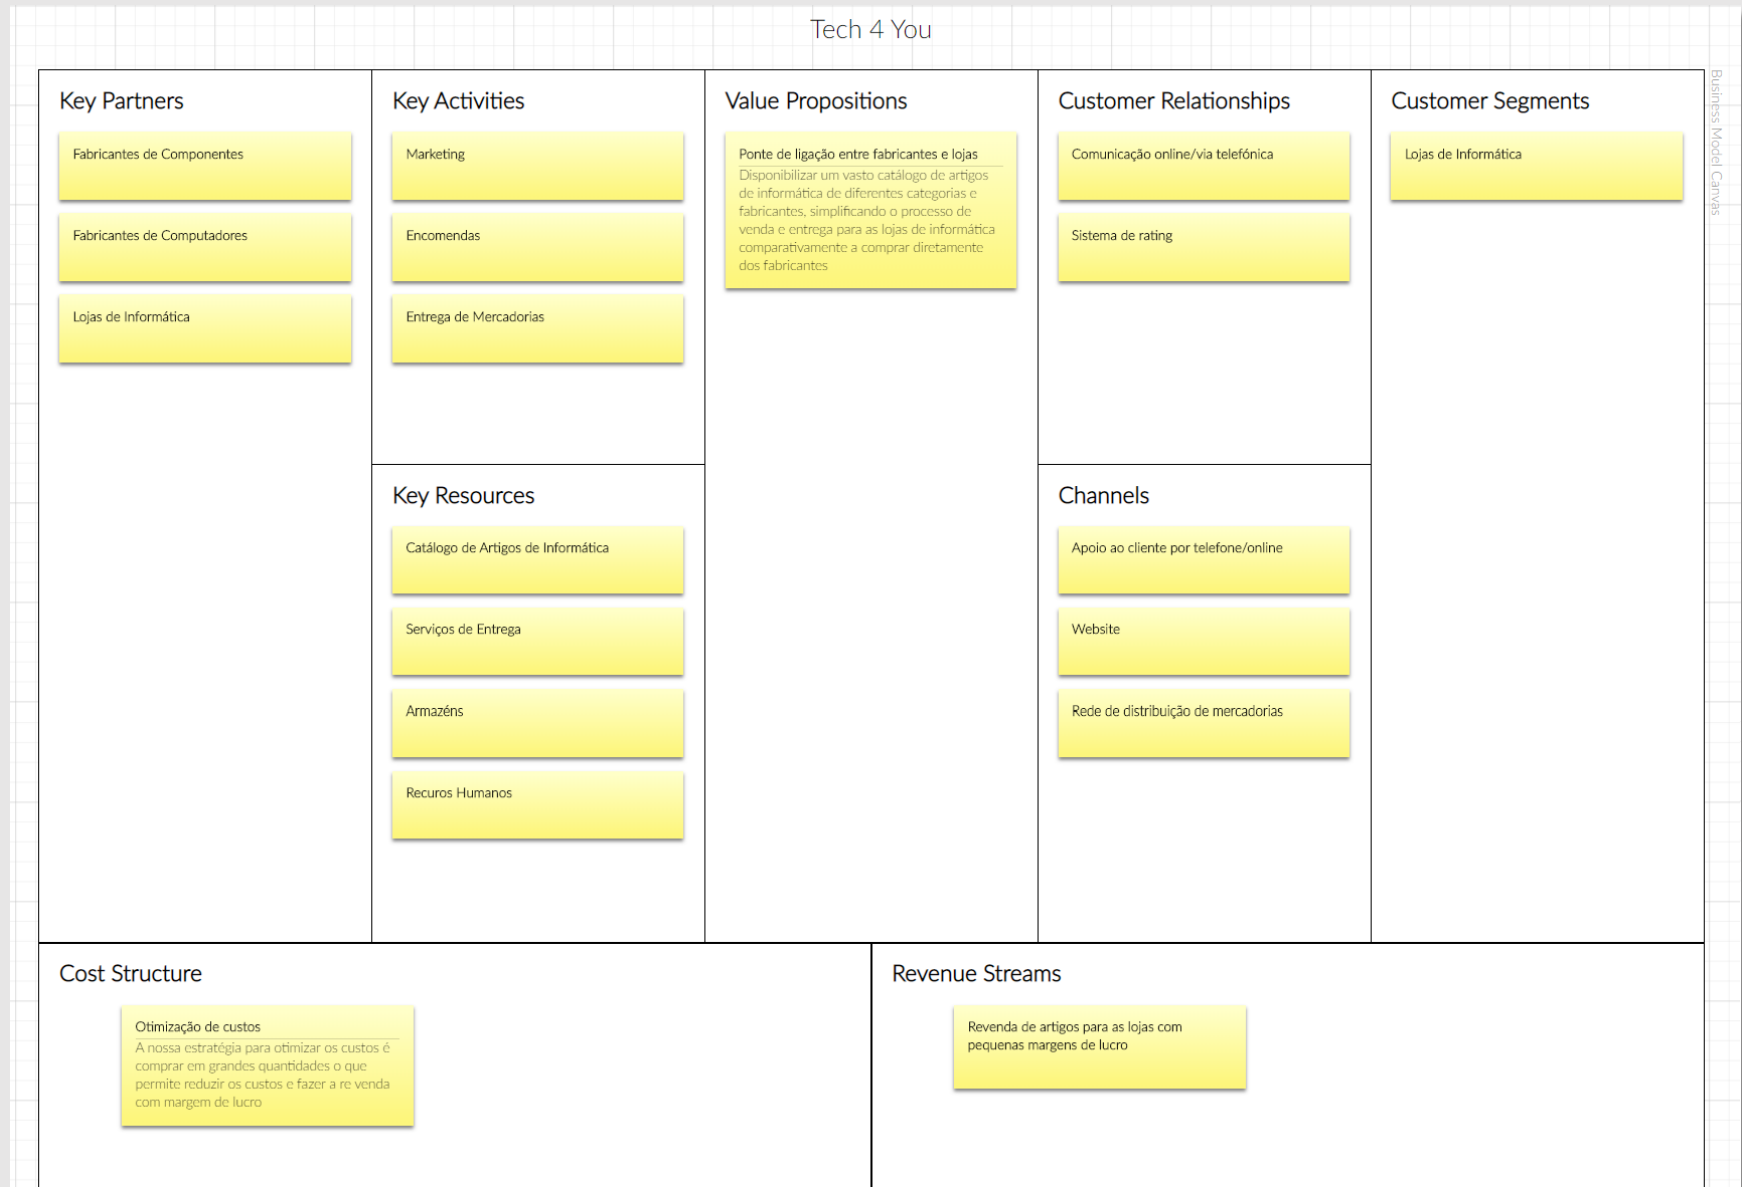 Tech 4 You
Business Model Canvas
Key Partners
Fabricantes de Componentes
Fabricantes de Computadores
Lojas de Informática
Key Activities
Marketing
Encomendas
Entrega de Mercadorias
Key Resources
Catálogo de Artigos de Informática
Serviços de Entrega
Armazéns
Recuros Humanos
Value Propositions
Ponte de ligação entre fabricantes e lojas
Disponibilizar um vasto catálogo de artigos
de informática de diferentes categorias e
fabricantes, simplificando o processo de
venda e entrega para as lojas de informática
comparativamente a comprar diretamente
dos fabricantes
Customer Relationships
Comunicação online/via telefónica
Sistema de rating
Channels
Apoio ao cliente por telefone/online
Website
Rede de distribuição de mercadorias
Customer Segments
Lojas de Informática
Cost Structure
Otimização de custos
A nossa estratégia para otimizar os custos é
comprar em grandes quantidades o que
permite reduzir os custos e fazer a re venda
com margem de lucro
Revenue Streams
Revenda de artigos para as lojas com
pequenas margens de lucro